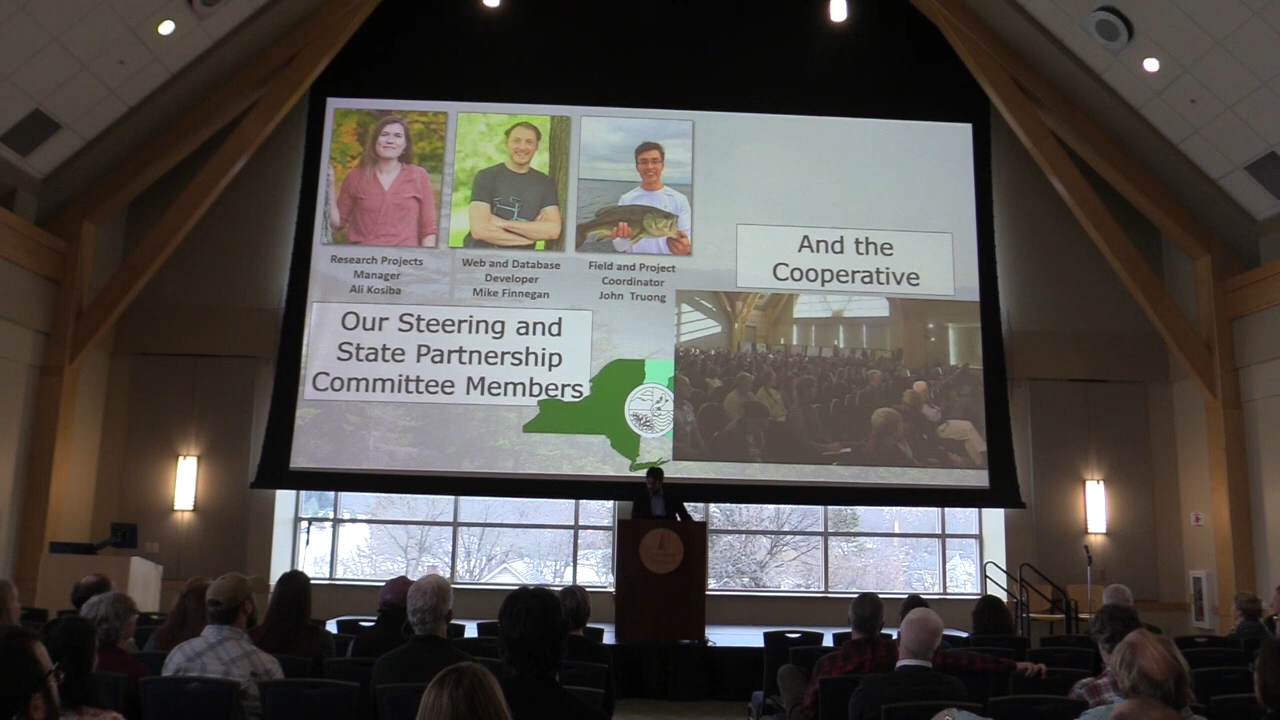 Research Projects
Manager
Ali Kosiba
Web and Database
Developer
Mike Finnegan
Field and Project
Coordinator
John Truong
And the
Cooperative
Our Steering and
State Partnership
Committee Members